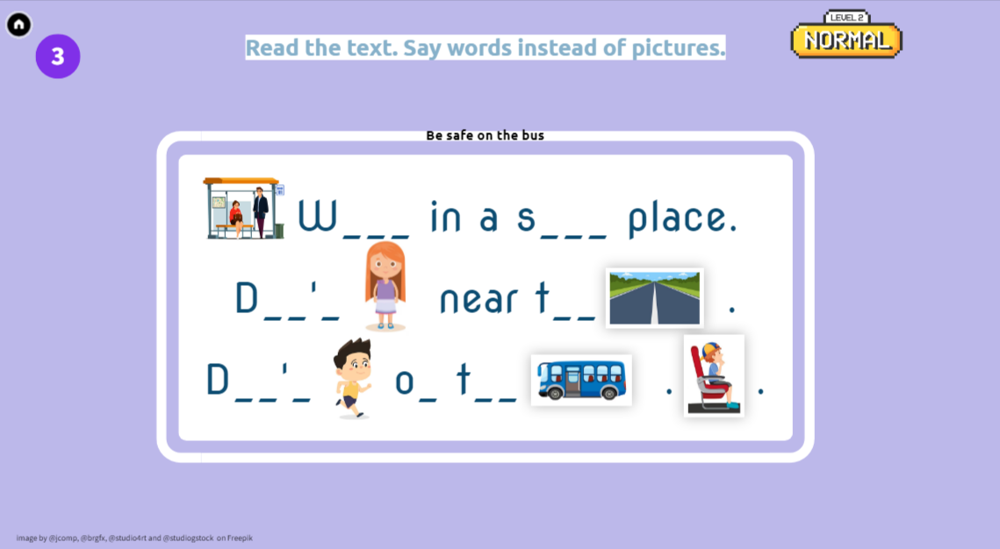 LEVEL 2
NORMAL
3
Read the text. Say words instead of pictures.
Be safe on the bus
W___ in a s___ place.
D__'_ near t__ .
D__'_ o_ t__ . .
image by @jcomp, @brgfx, @studio4rt and @studiogstock on Freepik